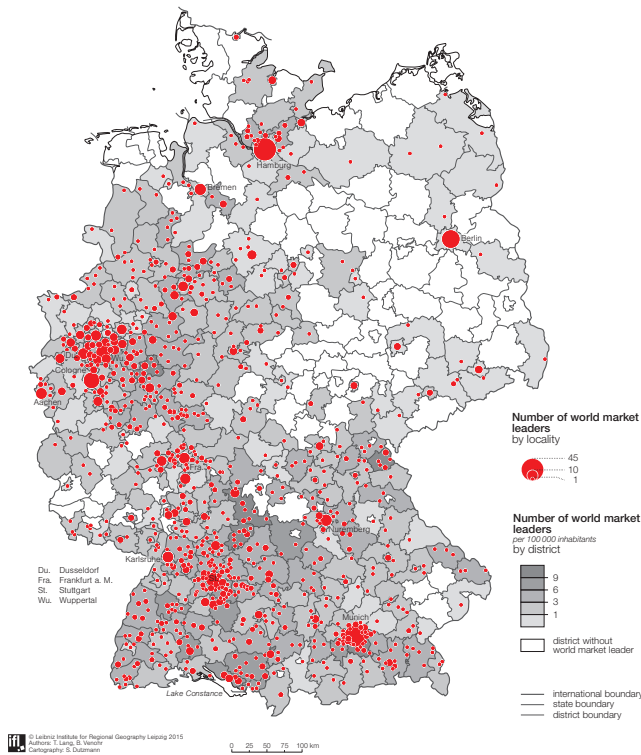 Hamburg
Bremen
Berlin
Du.
Wu.
Cologne
Aachen
Fra.
Nuremberg
Karlsruhe
St.
Munich
Lake Constance
Du. Dusseldorf
Fra. Frankfurt a. M.
St. Stuttgart
Wu. Wuppertal
Number of world market
leaders
by locality
45
10
1
Number of world market
leaders
per 100 000 inhabitants
by district
9
6
3
1
district without
world market leader
international boundary
state boundary
district boundary
ifl
© Leibniz Institute for Regional Geography Leipzig 2015
Authors: T. Lang, B. Venohr
Cartography: S. Dutzmann
0 25 50 75 100 km